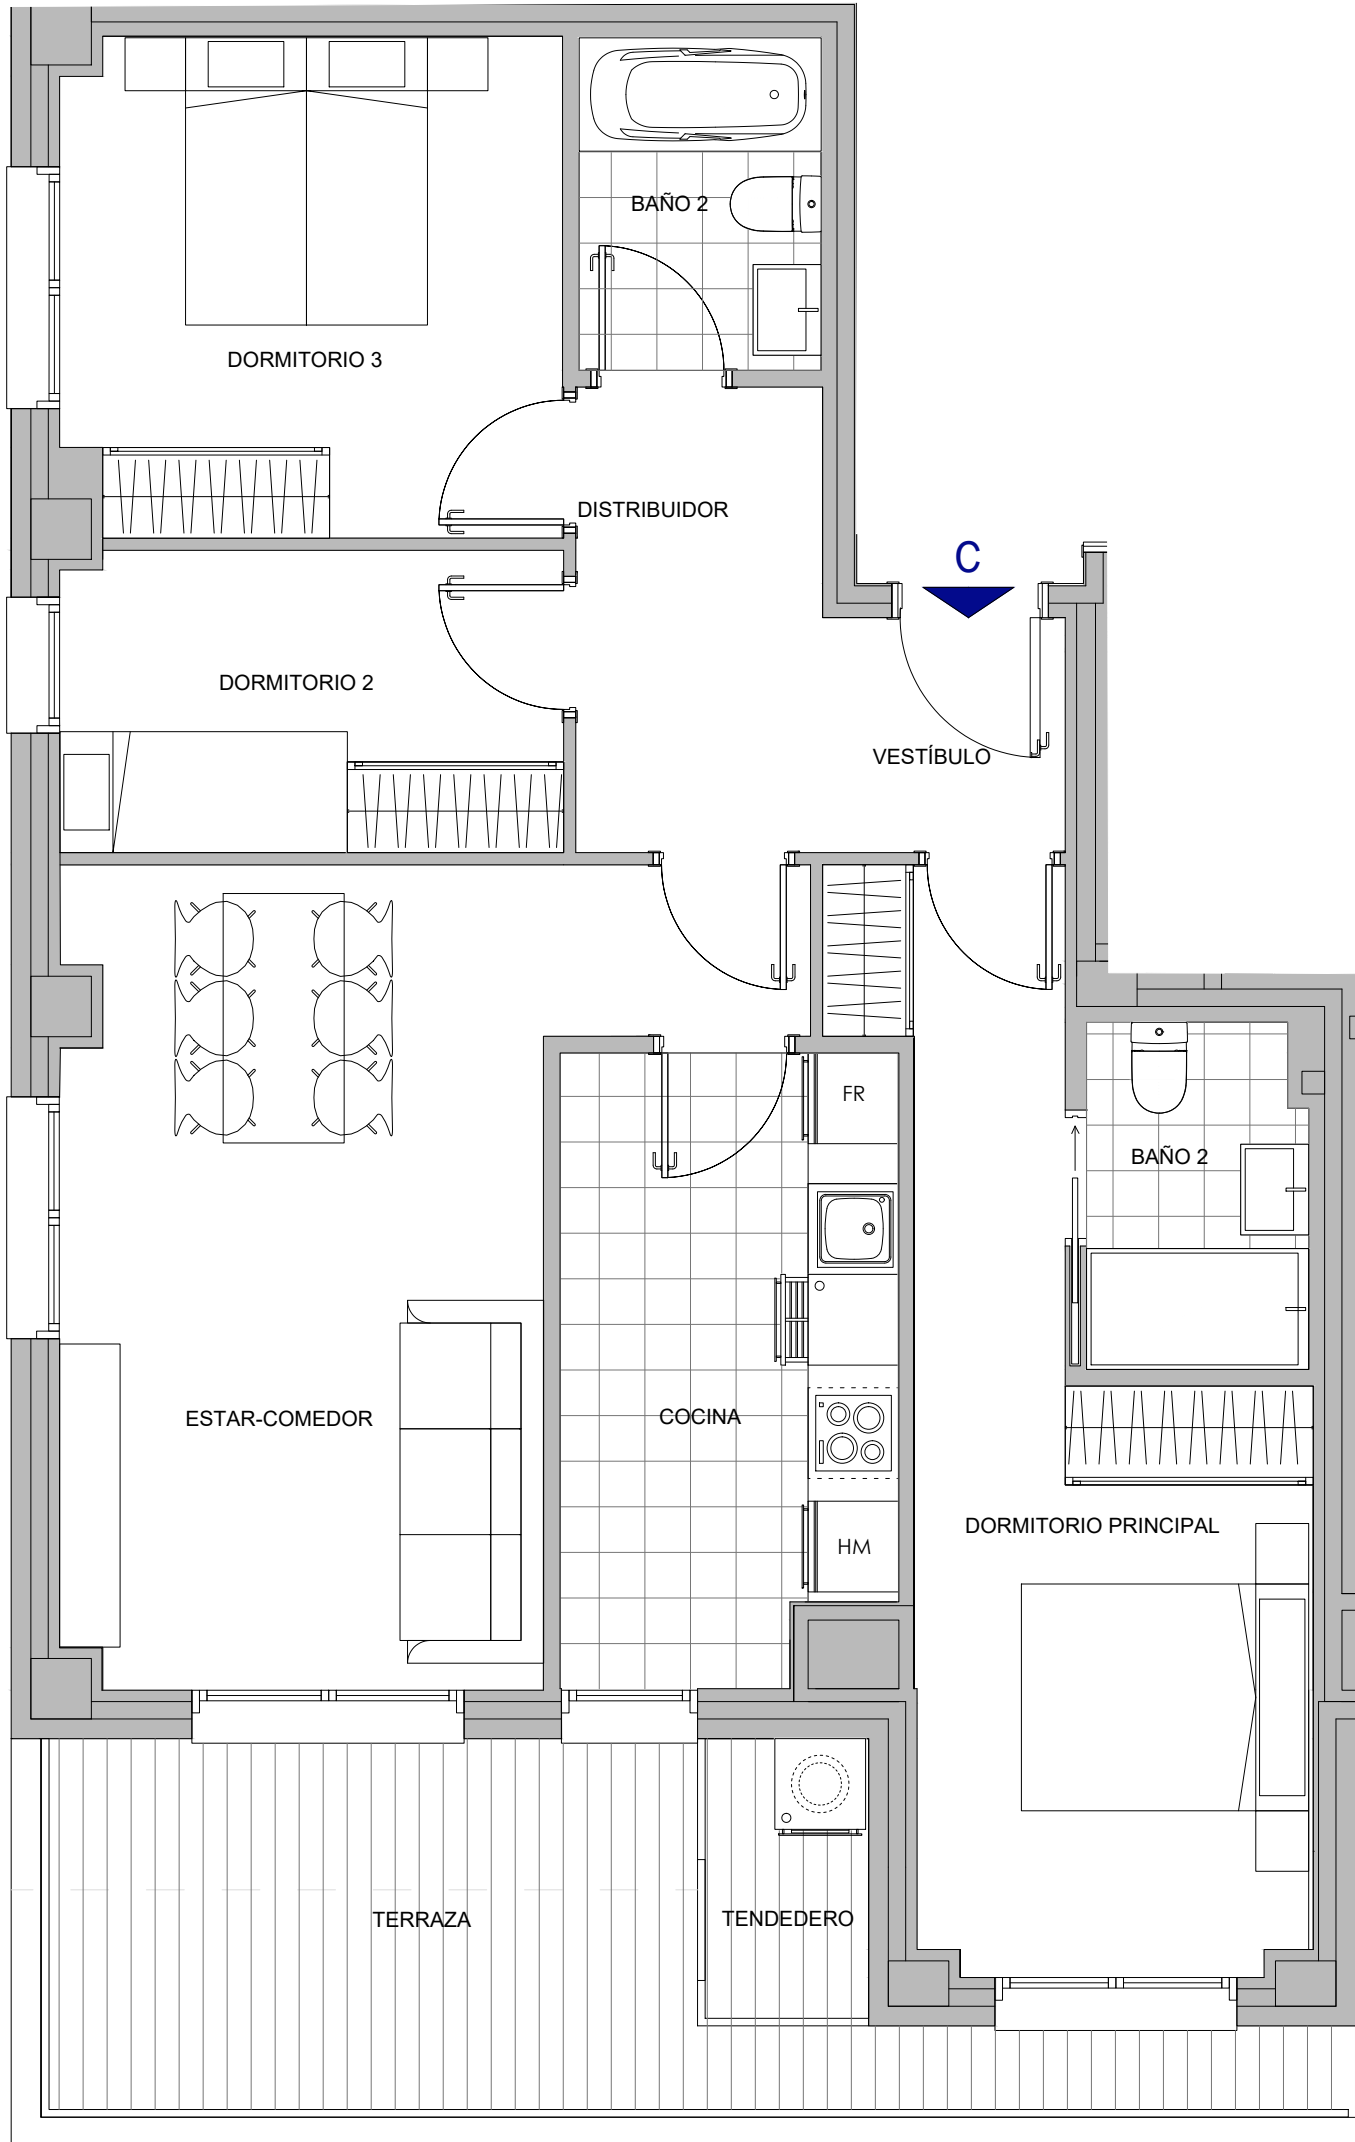 BAÑO 2
DORMITORIO 3
DISTRIBUIDOR
C
DORMITORIO 2
VESTÍBULO
FR
BAÑO 2
ESTAR-COMEDOR
COCINA
DORMITORIO PRINCIPAL
HM
TERRAZA
TENDEDERO